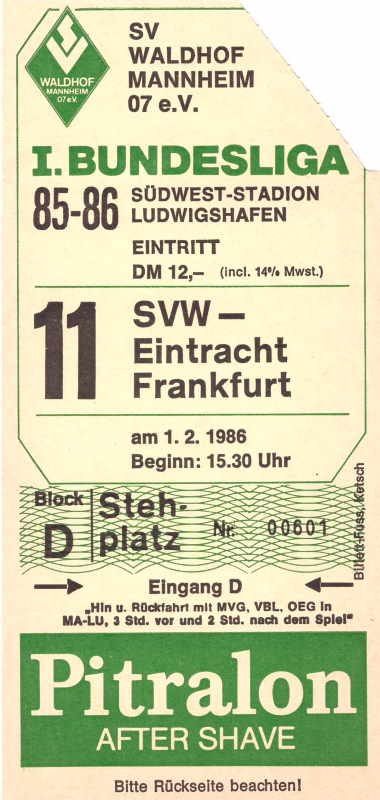 WALDHOF
MANNHEIM
07 e.V.
SV
WALDHOF
MANNHEIM
07 e.V.
I. BUNDESLIGA
85-86
SÜDWEST-STADION
LUDWIGSHAFEN
EINTRITT
DM 12,– (incl. 14% Mwst.)
11
SVW –
Eintracht
Frankfurt
am 1. 2. 1986
Beginn: 15.30 Uhr
Block
D
Steh-
platz
Nr. 00601
Billett-Fuss, Ketsch
Eingang D
„Hin u. Rückfahrt mit MVG, VBL, OEG in
MA-LU, 3 Std. vor und 2 Std. nach dem Spiel“
Pitralon
AFTER SHAVE
Bitte Rückseite beachten!